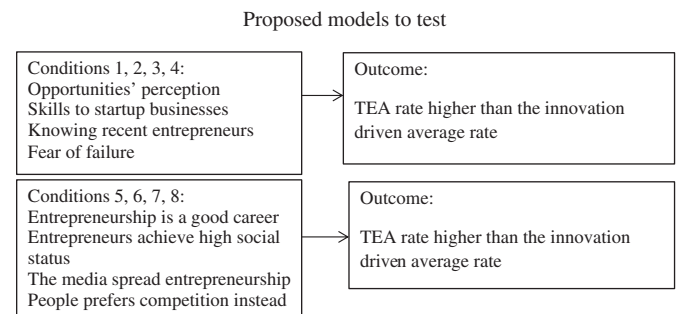 Proposed models to test
Conditions 1, 2, 3, 4:
Opportunities' perception
Skills to startup businesses
Knowing recent entrepreneurs
Fear of failure
Outcome:
TEA rate higher than the innovation
driven average rate
Conditions 5, 6, 7, 8:
Entrepreneurship is a good career
Entrepreneurs achieve high social
status
The media spread entrepreneurship
People prefers competition instead
Outcome:
TEA rate higher than the innovation
driven average rate